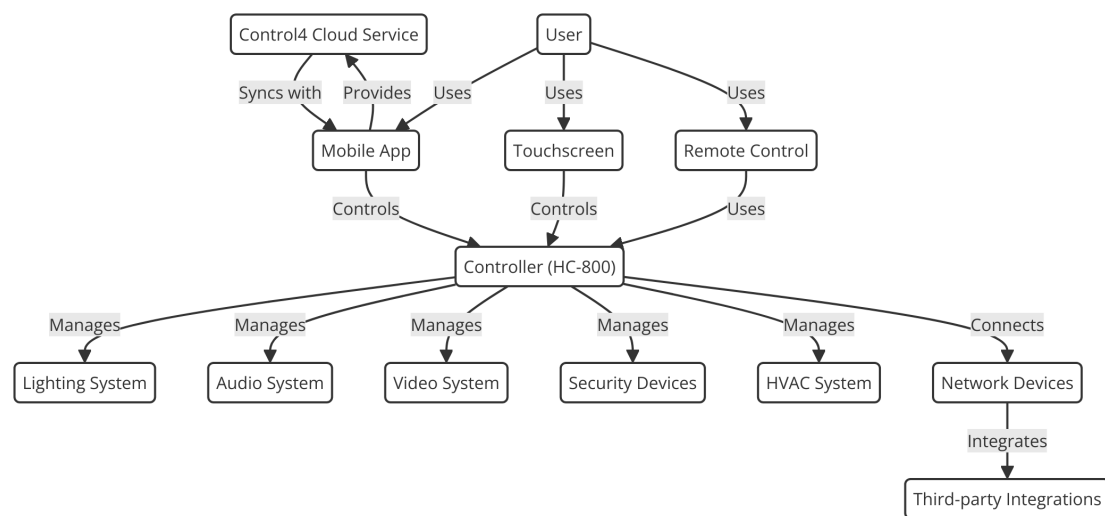 Control4 Cloud Service
User
Syncs with
Provides
Uses
Uses
Uses
Mobile App
Touchscreen
Remote Control
Controls
Controls
Uses
Controller (HC-800)
Manages
Manages
Manages
Manages
Manages
Connects
Lighting System
Audio System
Video System
Security Devices
HVAC System
Network Devices
Integrates
Third-party Integrations